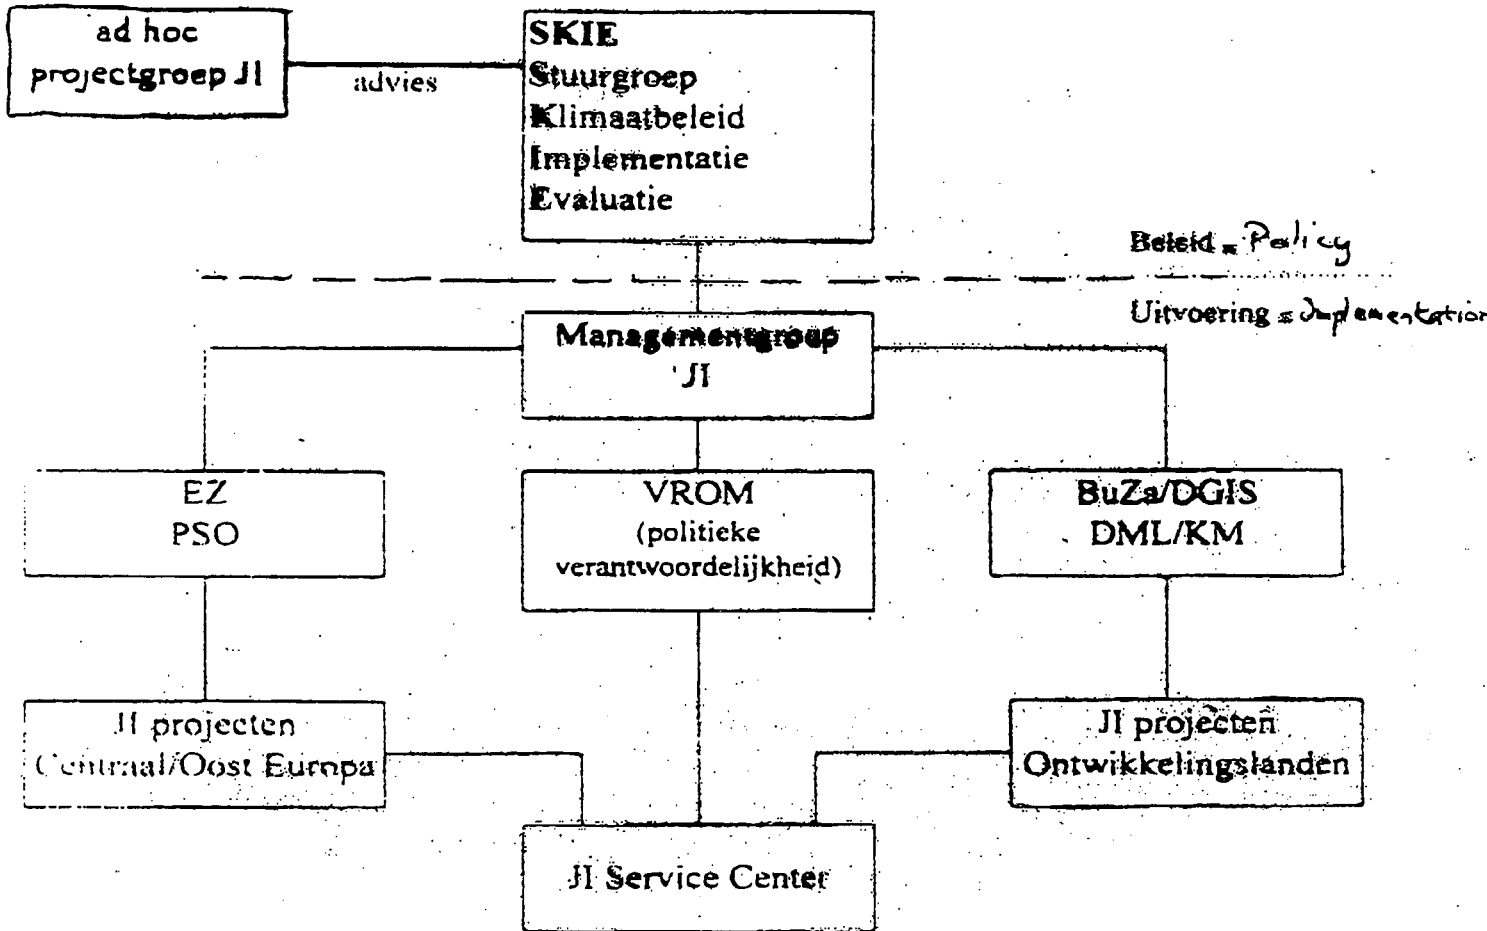 ad hoc
projectgroep JI
advies
SKIE
Stuurgroep
Klimaatbeleid
Implementatie
Evaluatie
Beleid = Policy
Uitvoering = Implementation
Managementgroup
JI
EZ
PSO
VROM
(politieke
verantwoordelijkheid)
BuZa/DGIS
DML/KM
JI projecten
Centraal/Oost Europa
JI projecten
Ontwikkelingslanden
JI Service Center